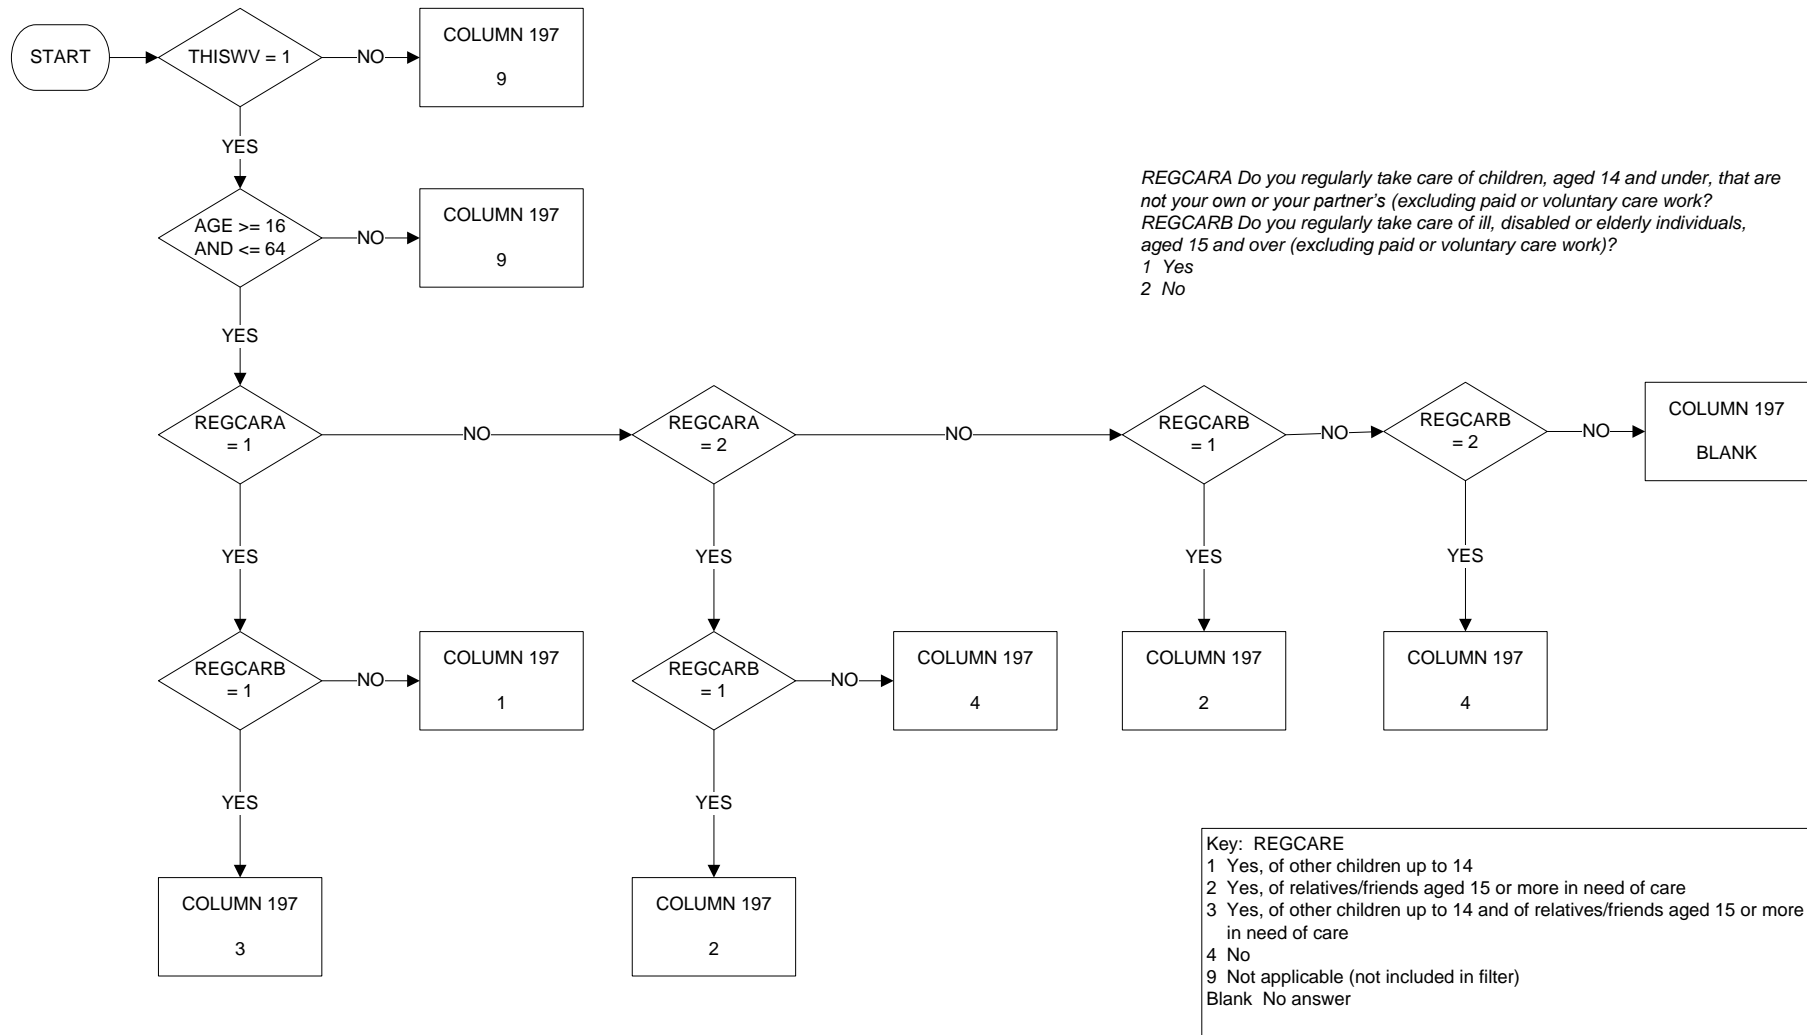 START
THISWV = 1
NO
COLUMN 197
9
YES
AGE >= 16
AND <= 64
NO
COLUMN 197
9
REGCARA Do you regularly take care of children, aged 14 and under, that are
not your own or your partner's (excluding paid or voluntary care work?
REGCARB Do you regularly take care of ill, disabled or elderly individuals,
aged 15 and over (excluding paid or voluntary care work)?
1 Yes
2 No
YES
REGCARA
= 1
NO
REGCARA
= 2
NO
REGCARB
= 1
NO
REGCARB
= 2
NO
COLUMN 197
BLANK
YES
YES
YES
YES
REGCARB
= 1
NO
COLUMN 197
1
REGCARB
= 1
NO
COLUMN 197
4
COLUMN 197
2
COLUMN 197
4
YES
YES
COLUMN 197
3
COLUMN 197
2
Key: REGCARE
1 Yes, of other children up to 14
2 Yes, of relatives/friends aged 15 or more in need of care
3 Yes, of other children up to 14 and of relatives/friends aged 15 or more
in need of care
4 No
9 Not applicable (not included in filter)
Blank No answer